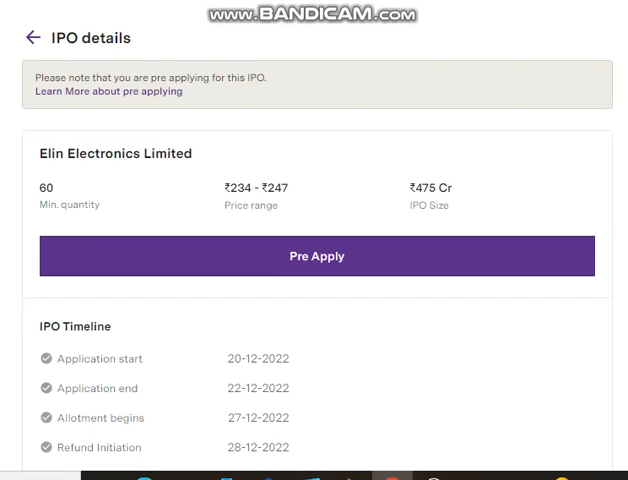 www.BANDICAM.com
IPO details
Please note that you are pre applying for this IPO.
Learn More about pre applying
Elin Electronics Limited
60 ₹234 - ₹247 ₹475 Cr
Min. quantity Price range IPO Size
Pre Apply
IPO Timeline
Application start 20-12-2022
Application end 22-12-2022
Allotment begins 27-12-2022
Refund Initiation 28-12-2022